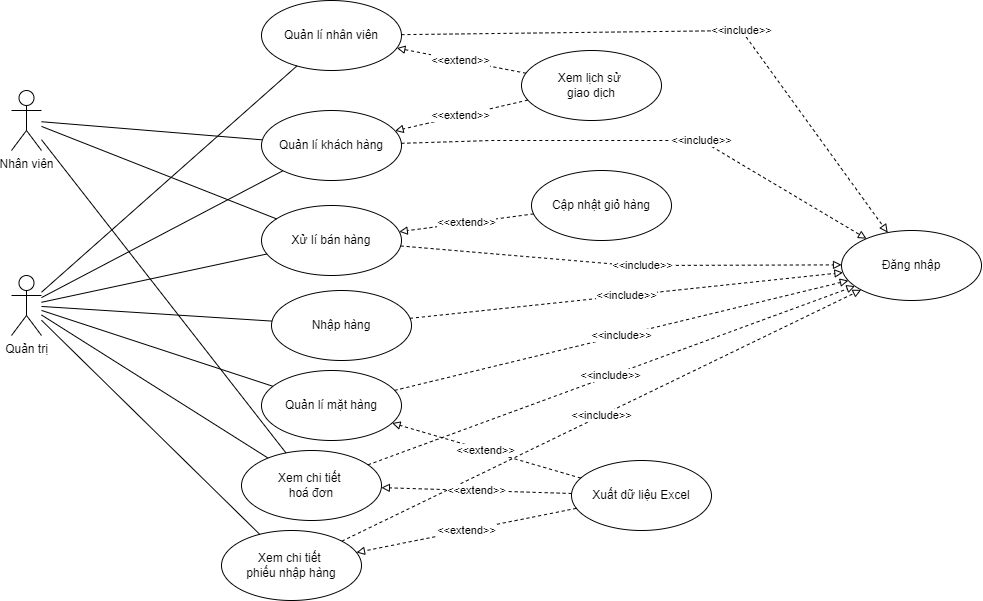 Quản lí nhân viên
<<include>>
<<extend>>
Xem lịch sử
giao dịch
<<extend>>
Nhân viên
Quản lí khách hàng
<<include>>
Cập nhật giỏ hàng
<<extend>>
Xử lí bán hàng
<<include>>
Đăng nhập
<<include>>
Nhập hàng
Quản trị
<<include>>
<<include>>
Quản lí mặt hàng
<<include>>
<<extend>>
Xem chi tiết
hoá đơn
<<extend>>
Xuất dữ liệu Excel
<<extend>>
Xem chi tiết
phiếu nhập hàng